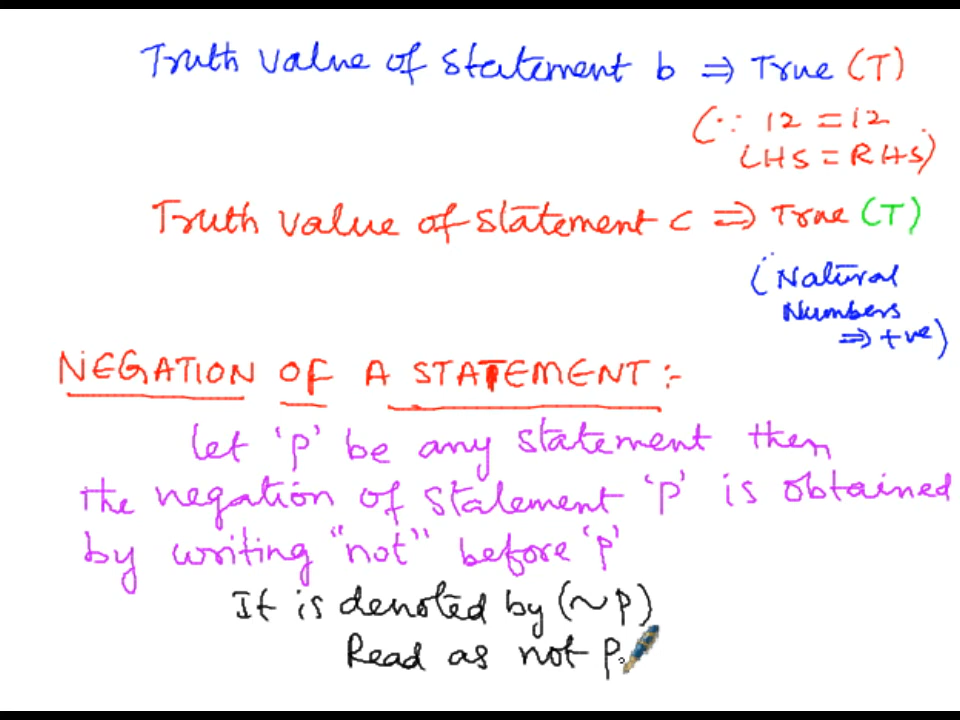 Truth value of statement b ⇒ True (T)
(∵ 12 = 12
LHS = RHS)
Truth value of statement c ⇒ True (T)
(∵ Natural
Numbers
⇒ +ve)
NEGATION OF A STATEMENT :-
Let 'p' be any statement then
the negation of statement 'p' is obtained
by writing "not" before 'p'
It is denoted by (~p)
Read as not p.